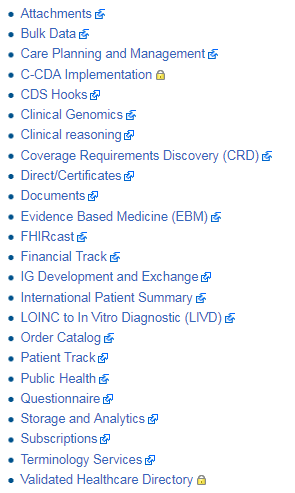 Attachments
Bulk Data
Care Planning and Management
C-CDA Implementation
CDS Hooks
Clinical Genomics
Clinical reasoning
Coverage Requirements Discovery (CRD)
Direct/Certificates
Documents
Evidence Based Medicine (EBM)
FHIRcast
Financial Track
IG Development and Exchange
International Patient Summary
LOINC to In Vitro Diagnostic (LIVD)
Order Catalog
Patient Track
Public Health
Questionnaire
Storage and Analytics
Subscriptions
Terminology Services
Validated Healthcare Directory